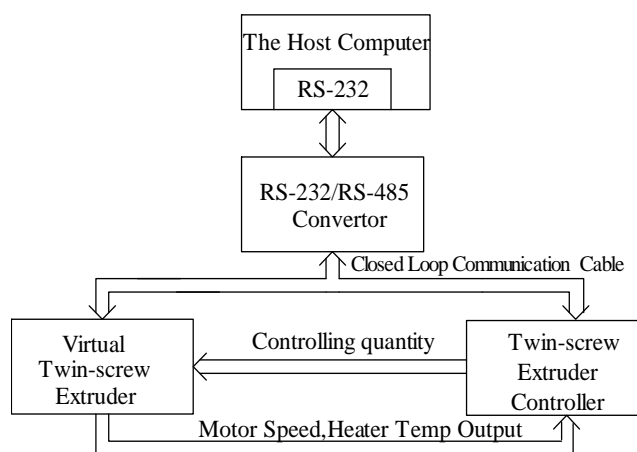 The Host Computer
RS-232
RS-232/RS-485
Convertor
Closed Loop Communication Cable
Virtual
Twin-screw
Extruder
Controlling quantity
Twin-screw
Extruder
Controller
Motor Speed,Heater Temp Output